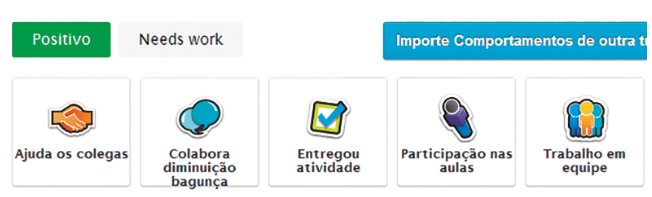 Positivo
Needs work
Importe Comportamentos de outra
Ajuda os colegas
Colabora
diminuição
bagunça
Entregou
atividade
Participação nas
aulas
Trabalho em
equipe